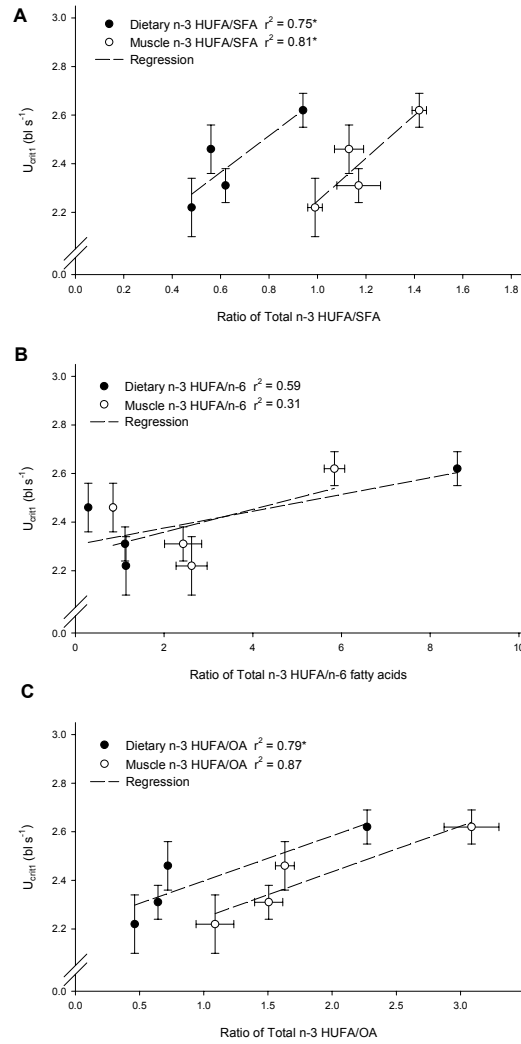 A
Dietary n-3 HUFA/SFA r² = 0.75*
Muscle n-3 HUFA/SFA r² = 0.81*
Regression
3.0
2.8
2.6
2.4
2.2
0.0
U_crit1 (bl s⁻¹)
0.0 0.2 0.4 0.6 0.8 1.0 1.2 1.4 1.6 1.8
Ratio of Total n-3 HUFA/SFA
B
Dietary n-3 HUFA/n-6 r² = 0.59
Muscle n-3 HUFA/n-6 r² = 0.31
Regression
3.0
2.8
2.6
2.4
2.2
0.0
U_crit1 (bl s⁻¹)
0 2 4 6 8 10
Ratio of Total n-3 HUFA/n-6 fatty acids
C
Dietary n-3 HUFA/OA r² = 0.79*
Muscle n-3 HUFA/OA r² = 0.87
Regression
3.0
2.8
2.6
2.4
2.2
0.0
U_crit1 (bl s⁻¹)
0.0 0.5 1.0 1.5 2.0 2.5 3.0
Ratio of Total n-3 HUFA/OA